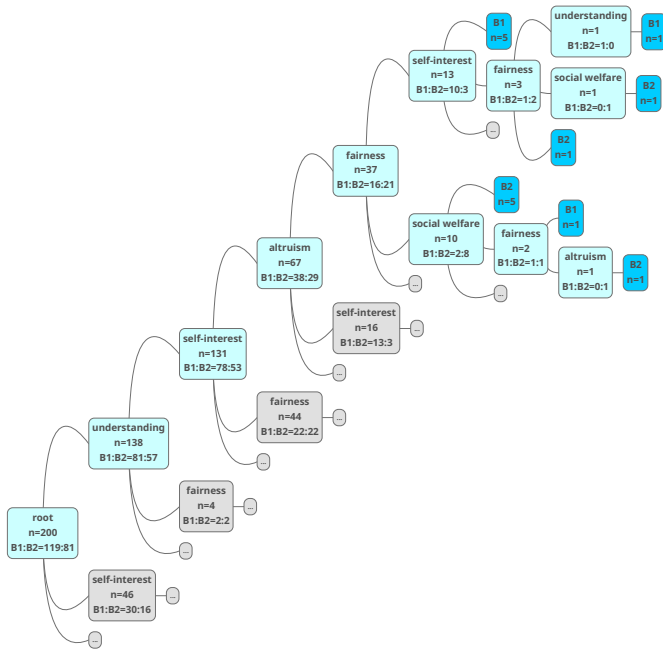 understanding
n=1
B1:B2=1:0
B1
n=1
B1
n=5
self-interest
n=13
B1:B2=10:3
fairness
n=3
B1:B2=1:2
social welfare
n=1
B1:B2=0:1
B2
n=1
...
B2
n=1
fairness
n=37
B1:B2=16:21
B2
n=5
social welfare
n=10
B1:B2=2:8
fairness
n=2
B1:B2=1:1
B1
n=1
altruism
n=1
B1:B2=0:1
B2
n=1
...
...
altruism
n=67
B1:B2=38:29
self-interest
n=16
B1:B2=13:3
...
...
self-interest
n=131
B1:B2=78:53
fairness
n=44
B1:B2=22:22
...
...
understanding
n=138
B1:B2=81:57
fairness
n=4
B1:B2=2:2
...
...
root
n=200
B1:B2=119:81
self-interest
n=46
B1:B2=30:16
...
...